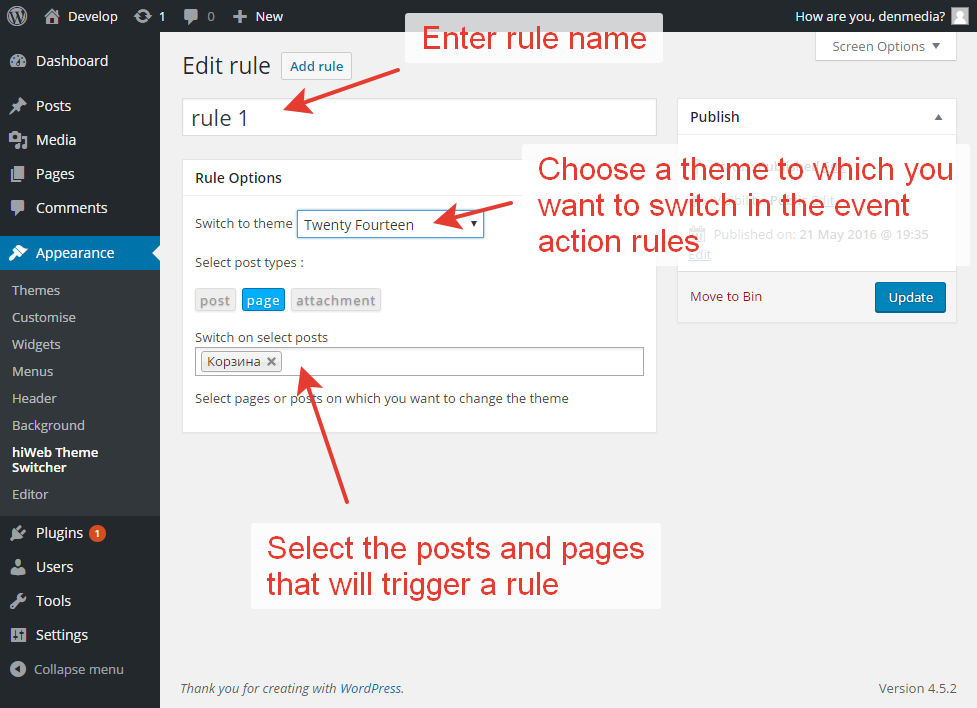 Develop 1 0 New
How are you, denmedia?
Screen Options ▼
Enter rule name
Edit rule
Add rule
rule 1
Dashboard
Posts
Media
Pages
Comments
Appearance
Themes
Customise
Widgets
Menus
Header
Background
hiWeb Theme
Switcher
Editor
Plugins 1
Users
Tools
Settings
Collapse menu
Rule Options
Switch to theme Twenty Fourteen
Select post types :
post page attachment
Switch on select posts
Корзина ✕
Select pages or posts on which you want to change the theme
Select the posts and pages
that will trigger a rule
Publish
Choose a theme to which you
want to switch in the event
action rules
Published on: 21 May 2016 @ 19:35
Edit
Move to Bin
Update
Thank you for creating with WordPress.
Version 4.5.2